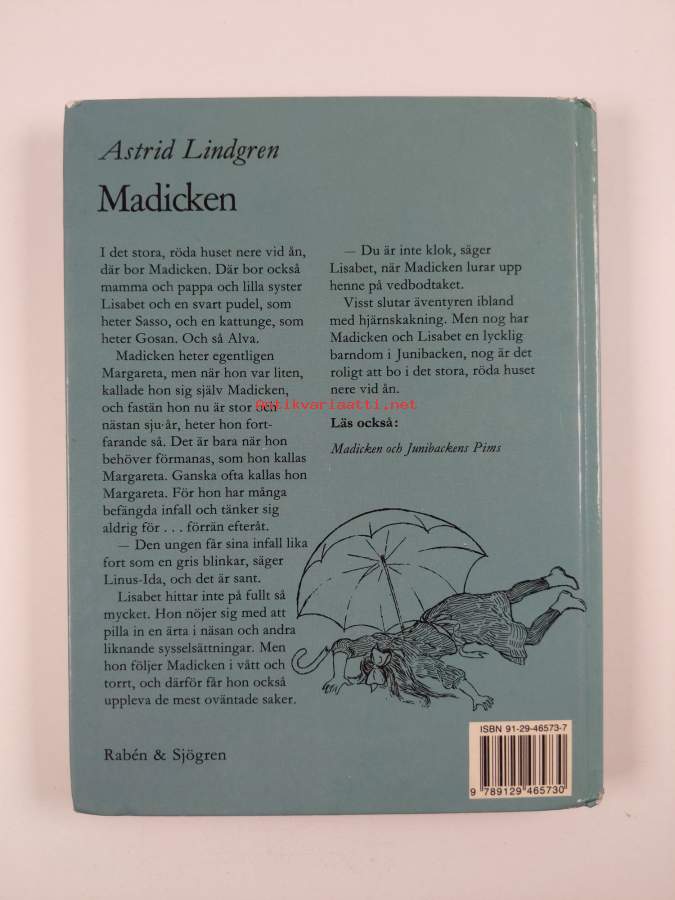 Astrid Lindgren
Madicken
I det stora, röda huset nere vid ån,
där bor Madicken. Där bor också
mamma och pappa och lilla syster
Lisabet och en svart pudel, som
heter Sasso, och en kattunge, som
heter Gosan. Och så Alva.
Madicken heter egentligen
Margareta, men när hon var liten,
kallade hon sig själv Madicken,
och fastän hon nu är stor och
nästan sju år, heter hon fort-
farande så. Det är bara när hon
behöver förmanas, som hon kallas
Margareta. Ganska ofta kallas hon
Margareta. För hon har många
befängda infall och tänker sig
aldrig för . . . förrän efteråt.
— Den ungen får sina infall lika
fort som en gris blinkar, säger
Linus-Ida, och det är sant.
Lisabet hittar inte på fullt så
mycket. Hon nöjer sig med att
pilla in en ärta i näsan och andra
liknande sysselsättningar. Men
hon följer Madicken i vått och
torrt, och därför får hon också
uppleva de mest oväntade saker.
— Du är inte klok, säger
Lisabet, när Madicken lurar upp
henne på vedbodtaket.
Visst slutar äventyren ibland
med hjärnskakning. Men nog har
Madicken och Lisabet en lycklig
barndom i Junibacken, nog är det
roligt att bo i det stora, röda huset
nere vid ån.
Läs också:
Madicken och Junibackens Pims
Rabén & Sjögren
ISBN 91-29-46573-7
9 789129 465730
antikvariaatti.net